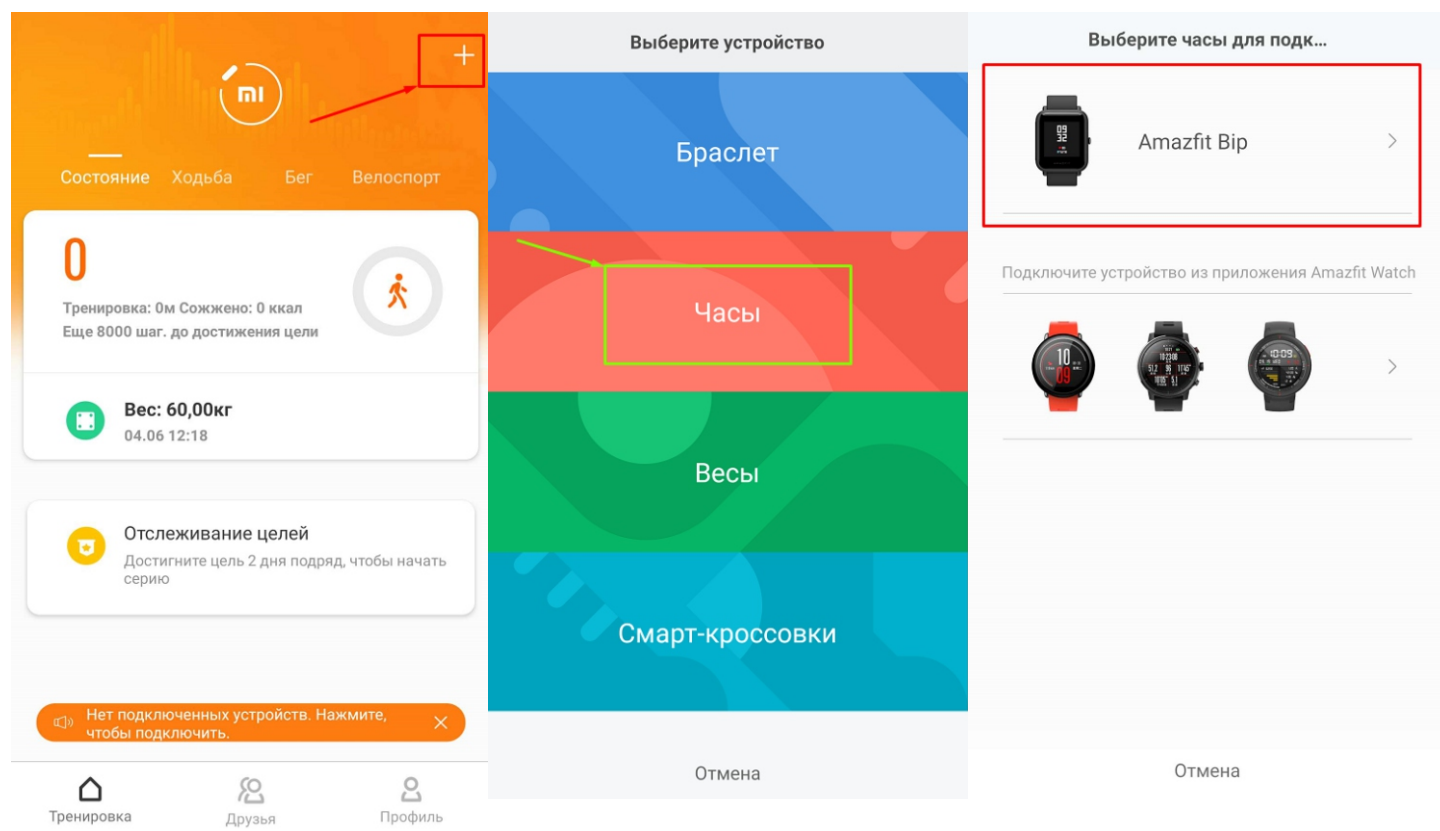 Состояние Ходьба Бег Велоспорт
0
Тренировка: 0м Сожжено: 0 ккал
Еще 8000 шаг. до достижения цели
Вес: 60,00кг
04.06 12:18
Отслеживание целей
Достигните цель 2 дня подряд, чтобы начать
серию
Нет подключенных устройств. Нажмите,
чтобы подключить.
Тренировка Друзья Профиль
Выберите устройство
Браслет
Часы
Весы
Смарт-кроссовки
Отмена
Выберите часы для подк...
Amazfit Bip
Подключите устройство из приложения Amazfit Watch
Отмена